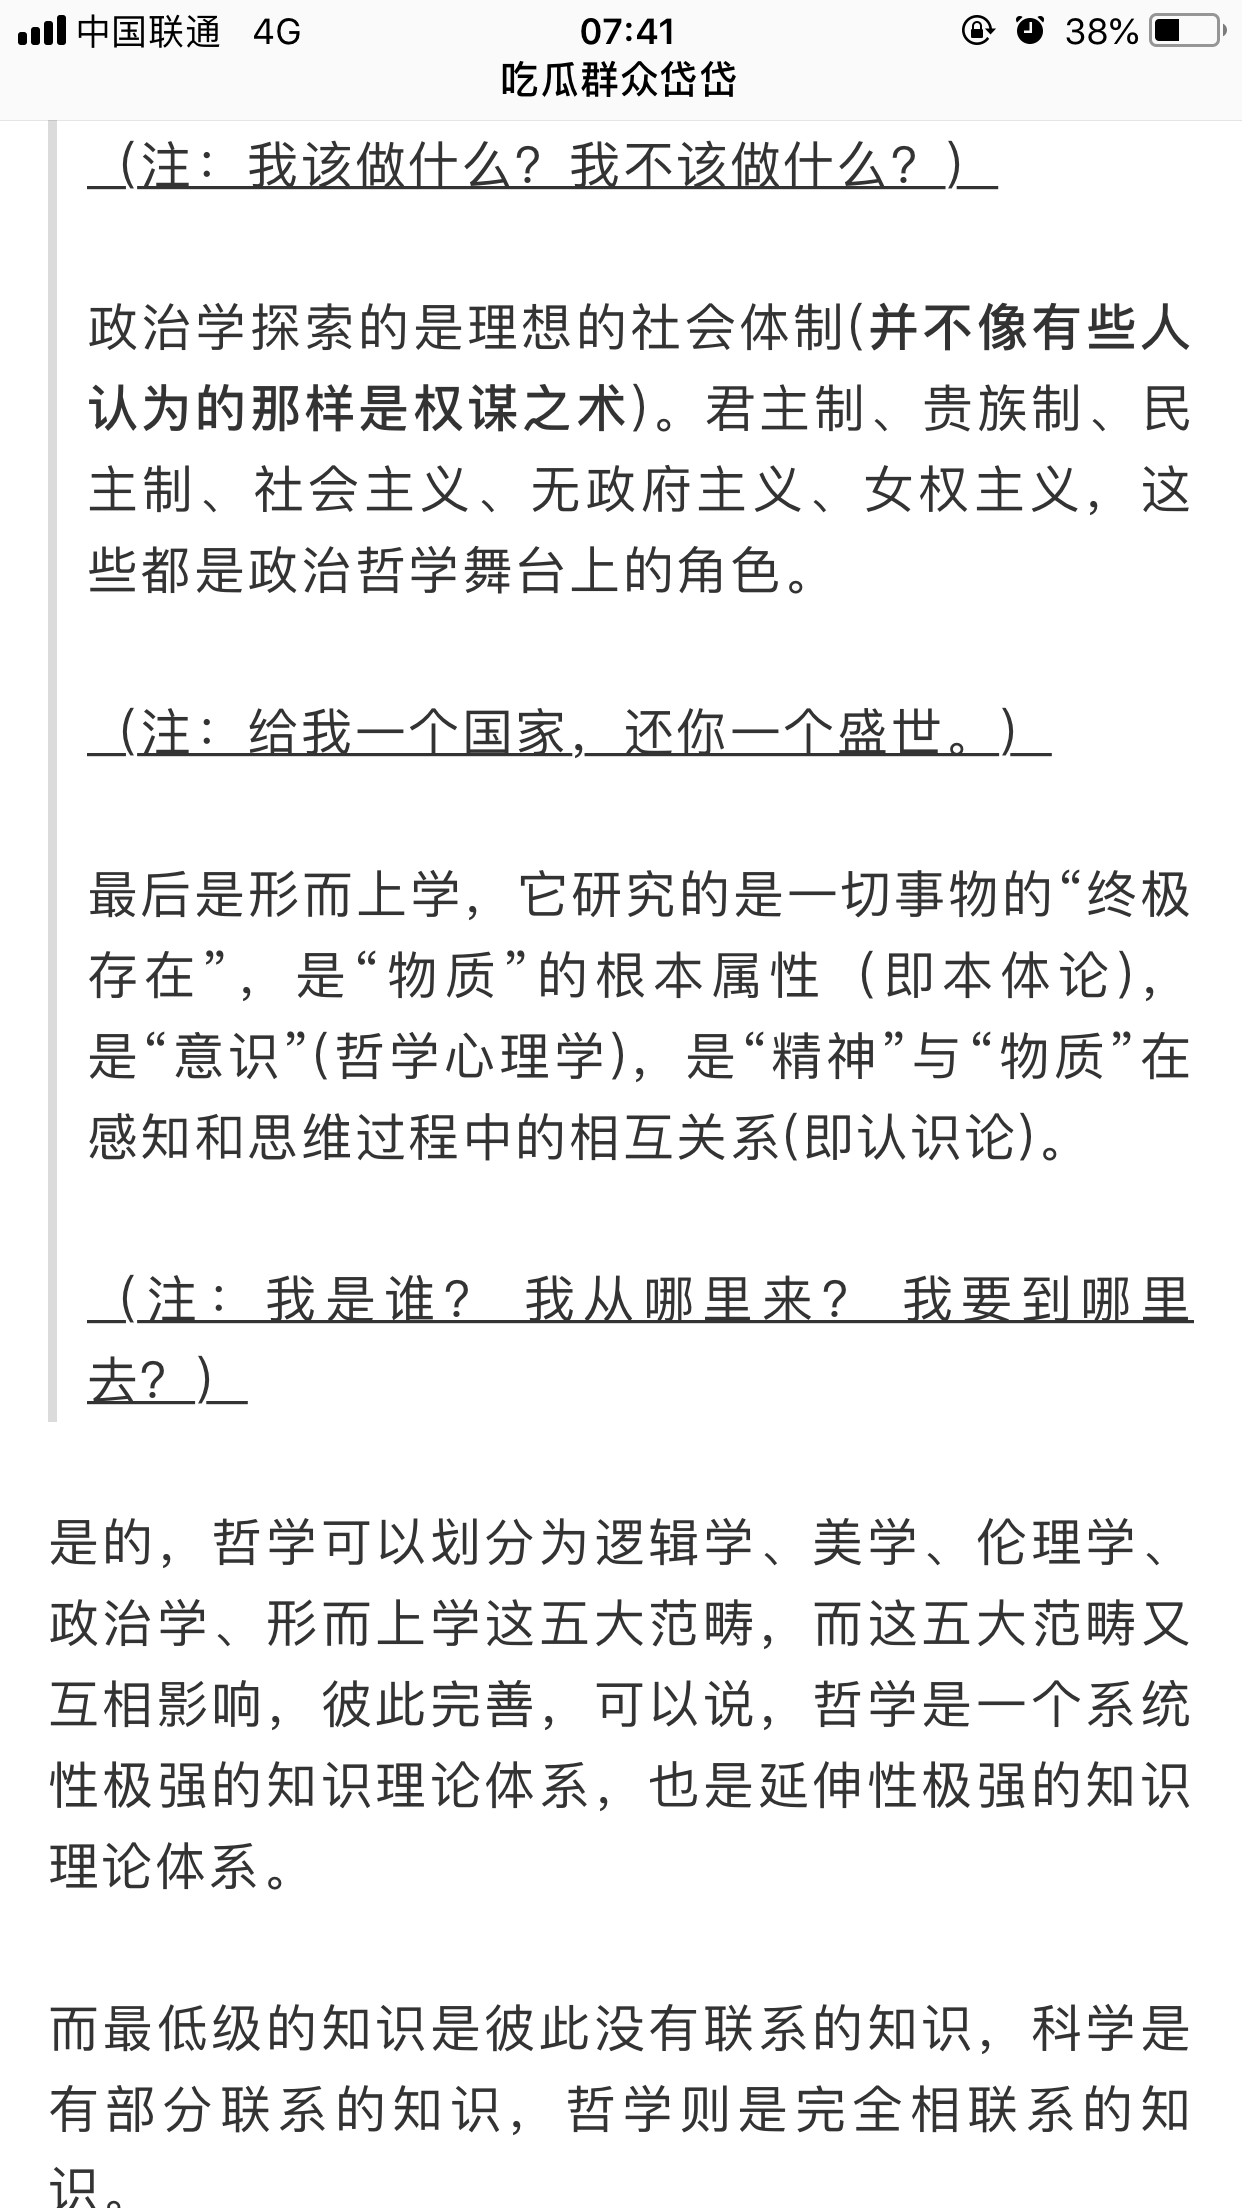 中国联通 4G 07:41 38%
吃瓜群众岱岱
（注：我该做什么？我不该做什么？）
政治学探索的是理想的社会体制(并不像有些人
认为的那样是权谋之术)。君主制、贵族制、民
主制、社会主义、无政府主义、女权主义，这
些都是政治哲学舞台上的角色。
（注：给我一个国家，还你一个盛世。）
最后是形而上学，它研究的是一切事物的“终极
存在”，是“物质”的根本属性（即本体论)，
是“意识”(哲学心理学)，是“精神”与“物质”在
感知和思维过程中的相互关系(即认识论)。
（注：我是谁？ 我从哪里来？ 我要到哪里
去？）
是的，哲学可以划分为逻辑学、美学、伦理学、
政治学、形而上学这五大范畴，而这五大范畴又
互相影响，彼此完善，可以说，哲学是一个系统
性极强的知识理论体系，也是延伸性极强的知识
理论体系。
而最低级的知识是彼此没有联系的知识，科学是
有部分联系的知识，哲学则是完全相联系的知
识。